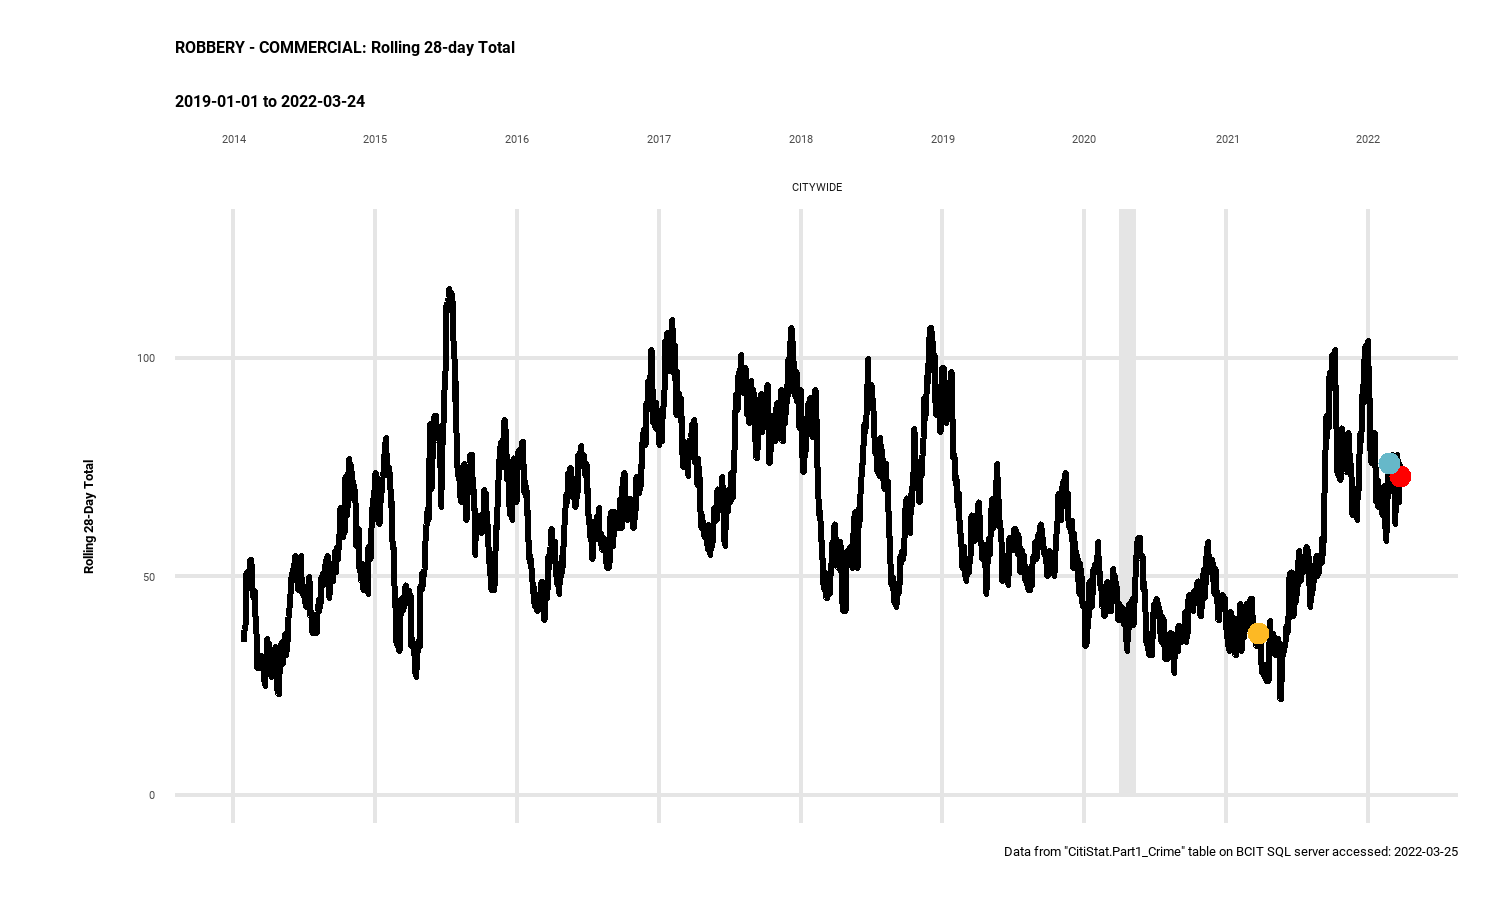 ROBBERY - COMMERCIAL: Rolling 28-day Total
2019-01-01 to 2022-03-24
2014 2015 2016 2017 2018 2019 2020 2021 2022
CITYWIDE
100
50
0
Rolling 28-Day Total
Data from "CitiStat.Part1_Crime" table on BCIT SQL server accessed: 2022-03-25